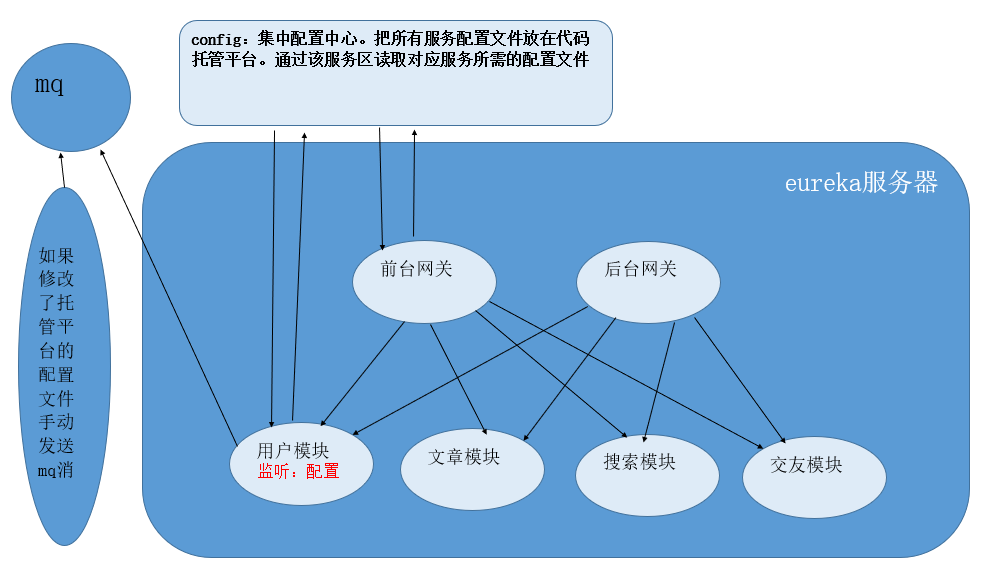 config：集中配置中心。把所有服务配置文件放在代码
托管平台。通过该服务区读取对应服务所需的配置文件
mq
eureka服务器
如果
修改
了托
管平
台的
配置
文件
手动
发送
mq消
前台网关
后台网关
用户模块
监听：配置
文章模块
搜索模块
交友模块